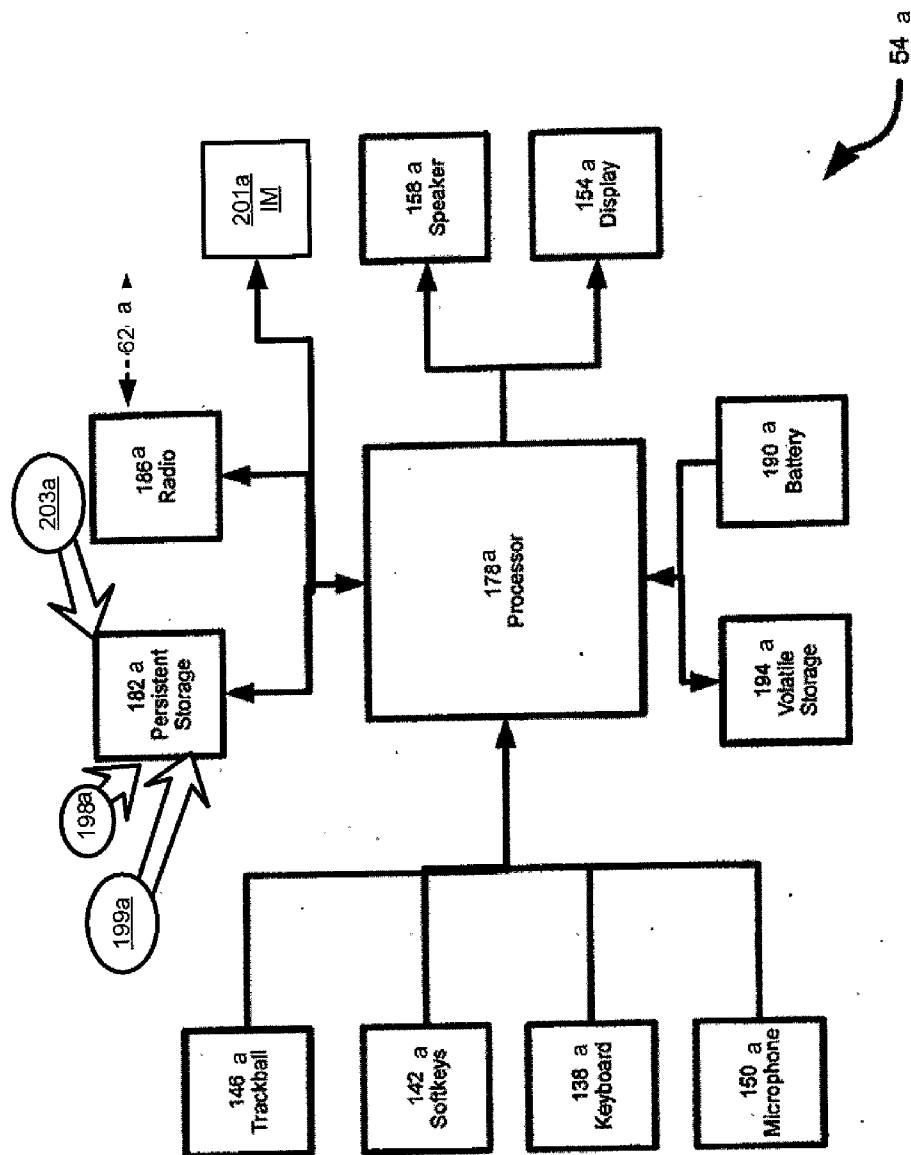 203a
198a
199a
182 a
Persistent
Storage
186a
Radio
62 a
201a
IM
146 a
Trackball
142 a
Softkeys
138 a
Keyboard
150 a
Microphone
178a
Processor
158 a
Speaker
154 a
Display
194 a
Volatile
Storage
190 a
Battery
54 a